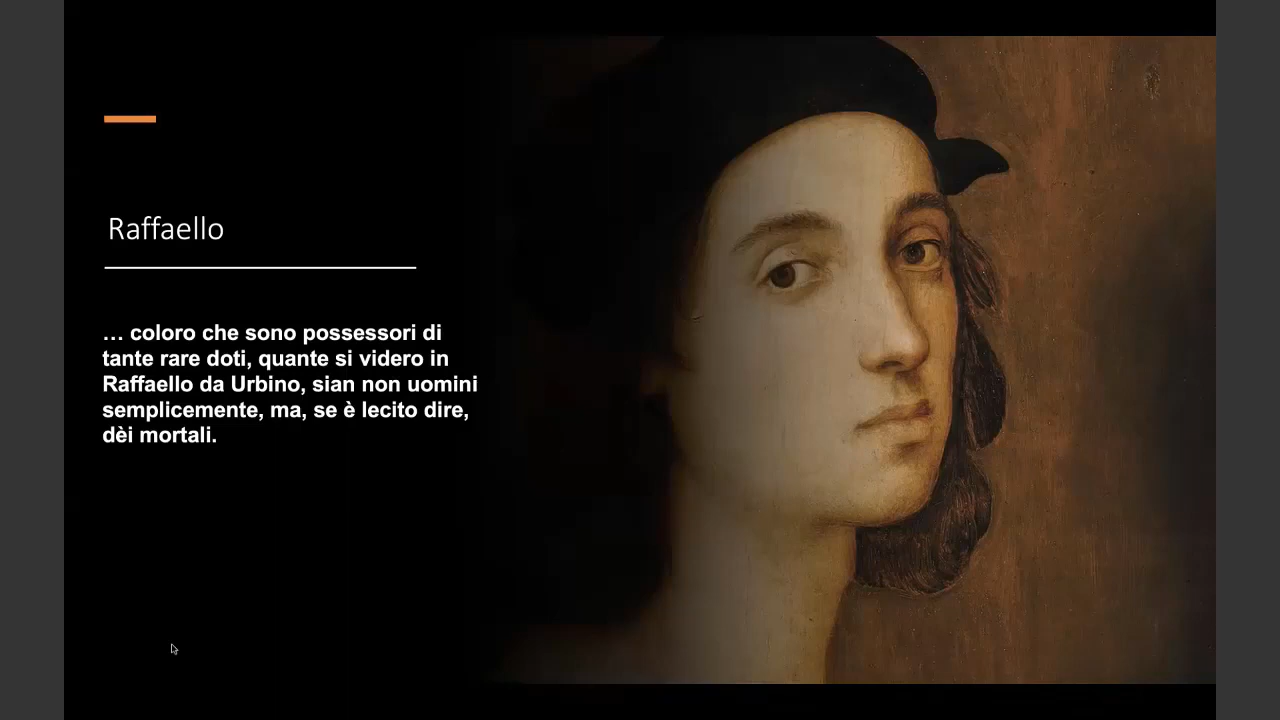 Raffaello
… coloro che sono possessori di
tante rare doti, quante si videro in
Raffaello da Urbino, sian non uomini
semplicemente, ma, se è lecito dire,
dèi mortali.